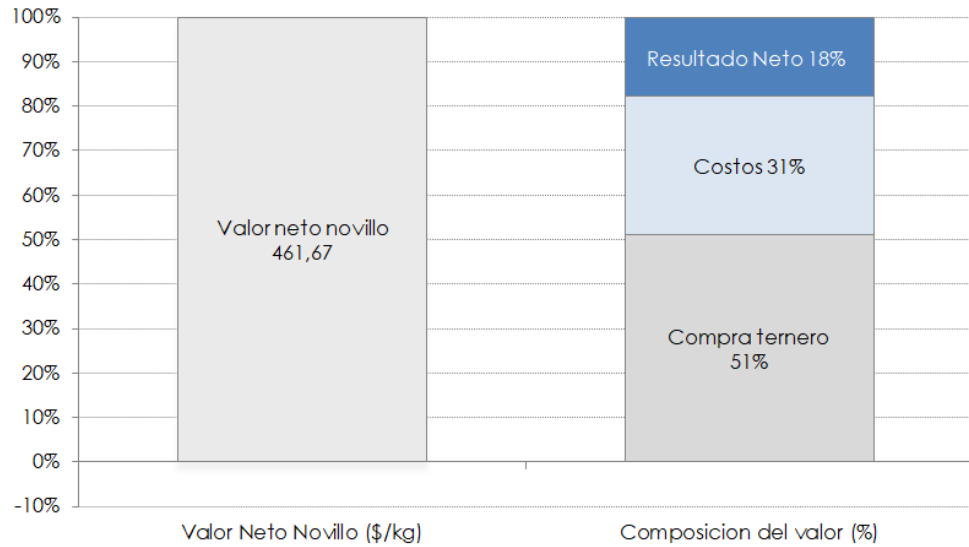 100%
90%
80%
70%
60%
50%
40%
30%
20%
10%
0%
-10%
Valor neto novillo
461,67
Resultado Neto 18%
Costos 31%
Compra ternero
51%
Valor Neto Novillo ($/kg)
Composicion del valor (%)